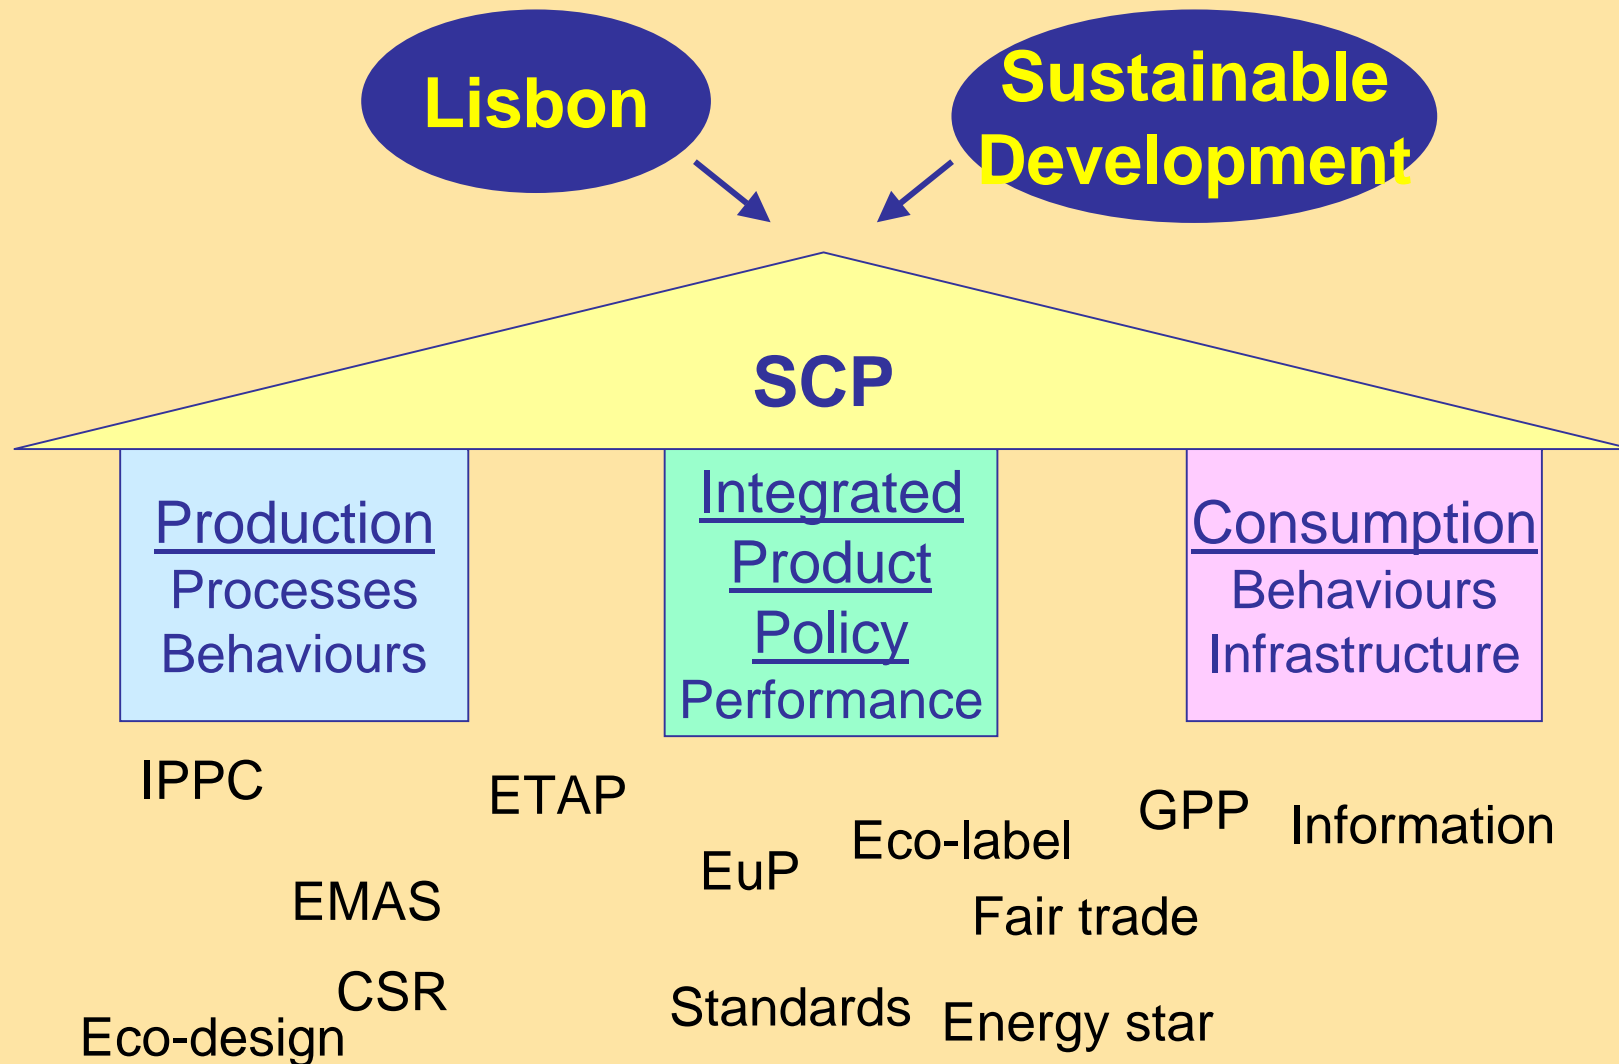 Lisbon
Sustainable
Development
SCP
Production
Processes
Behaviours
Integrated
Product
Policy
Performance
Consumption
Behaviours
Infrastructure
IPPC
ETAP
GPP
Information
Eco-label
EuP
EMAS
Fair trade
CSR
Standards
Energy star
Eco-design